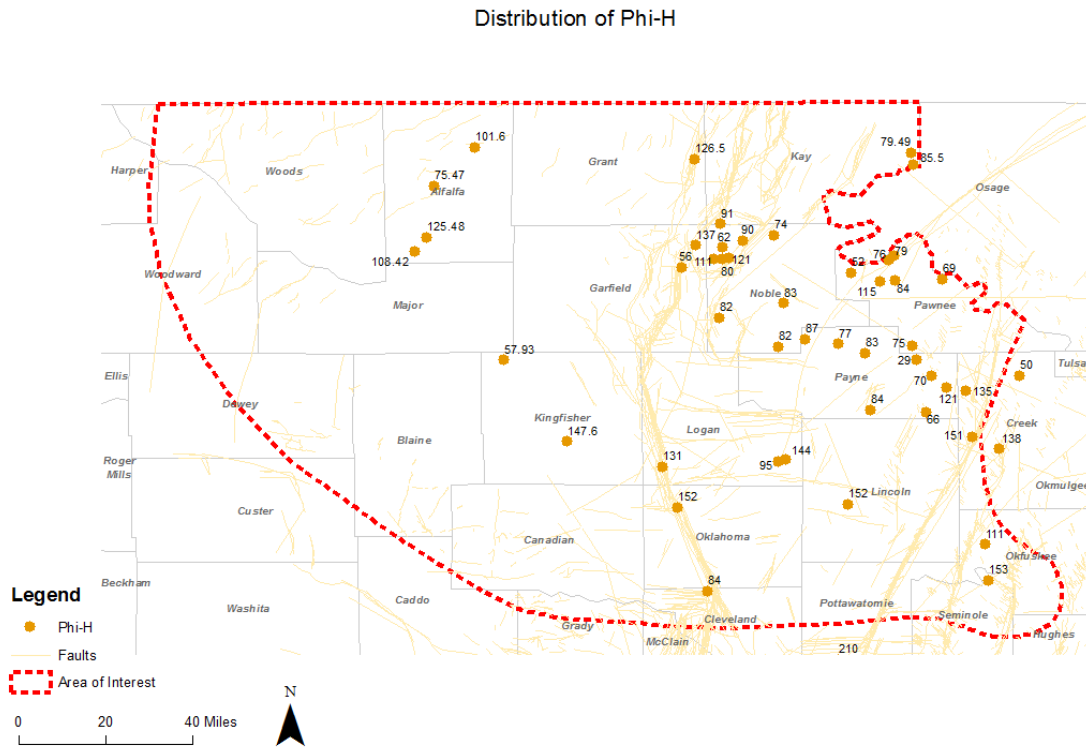 Distribution of Phi-H
101.6
126.5
79.49
85.5
Harper
Woods
Grant
Kay
Osage
75.47
Alfalfa
125.48
108.42
91
137
62
90
74
56
111
121
80
76
79
52
115
84
69
Woodward
Garfield
Noble
83
Pawnee
Major
82
82
87
77
83
75
29
57.93
50
Tulsa
Ellis
Payne
70
121
135
Dewey
84
66
Kingfisher
Creek
Blaine
147.6
Logan
151
138
Roger
Mills
131
95
144
Okmulgee
152
152
Lincoln
Custer
Canadian
Oklahoma
111
Okfuskee
Beckham
153
84
Legend
Caddo
Pottawatomie
Washita
Cleveland
Seminole
Phi-H
Grady
McClain
Hughes
Faults
210
Area of Interest
N
0 20 40 Miles